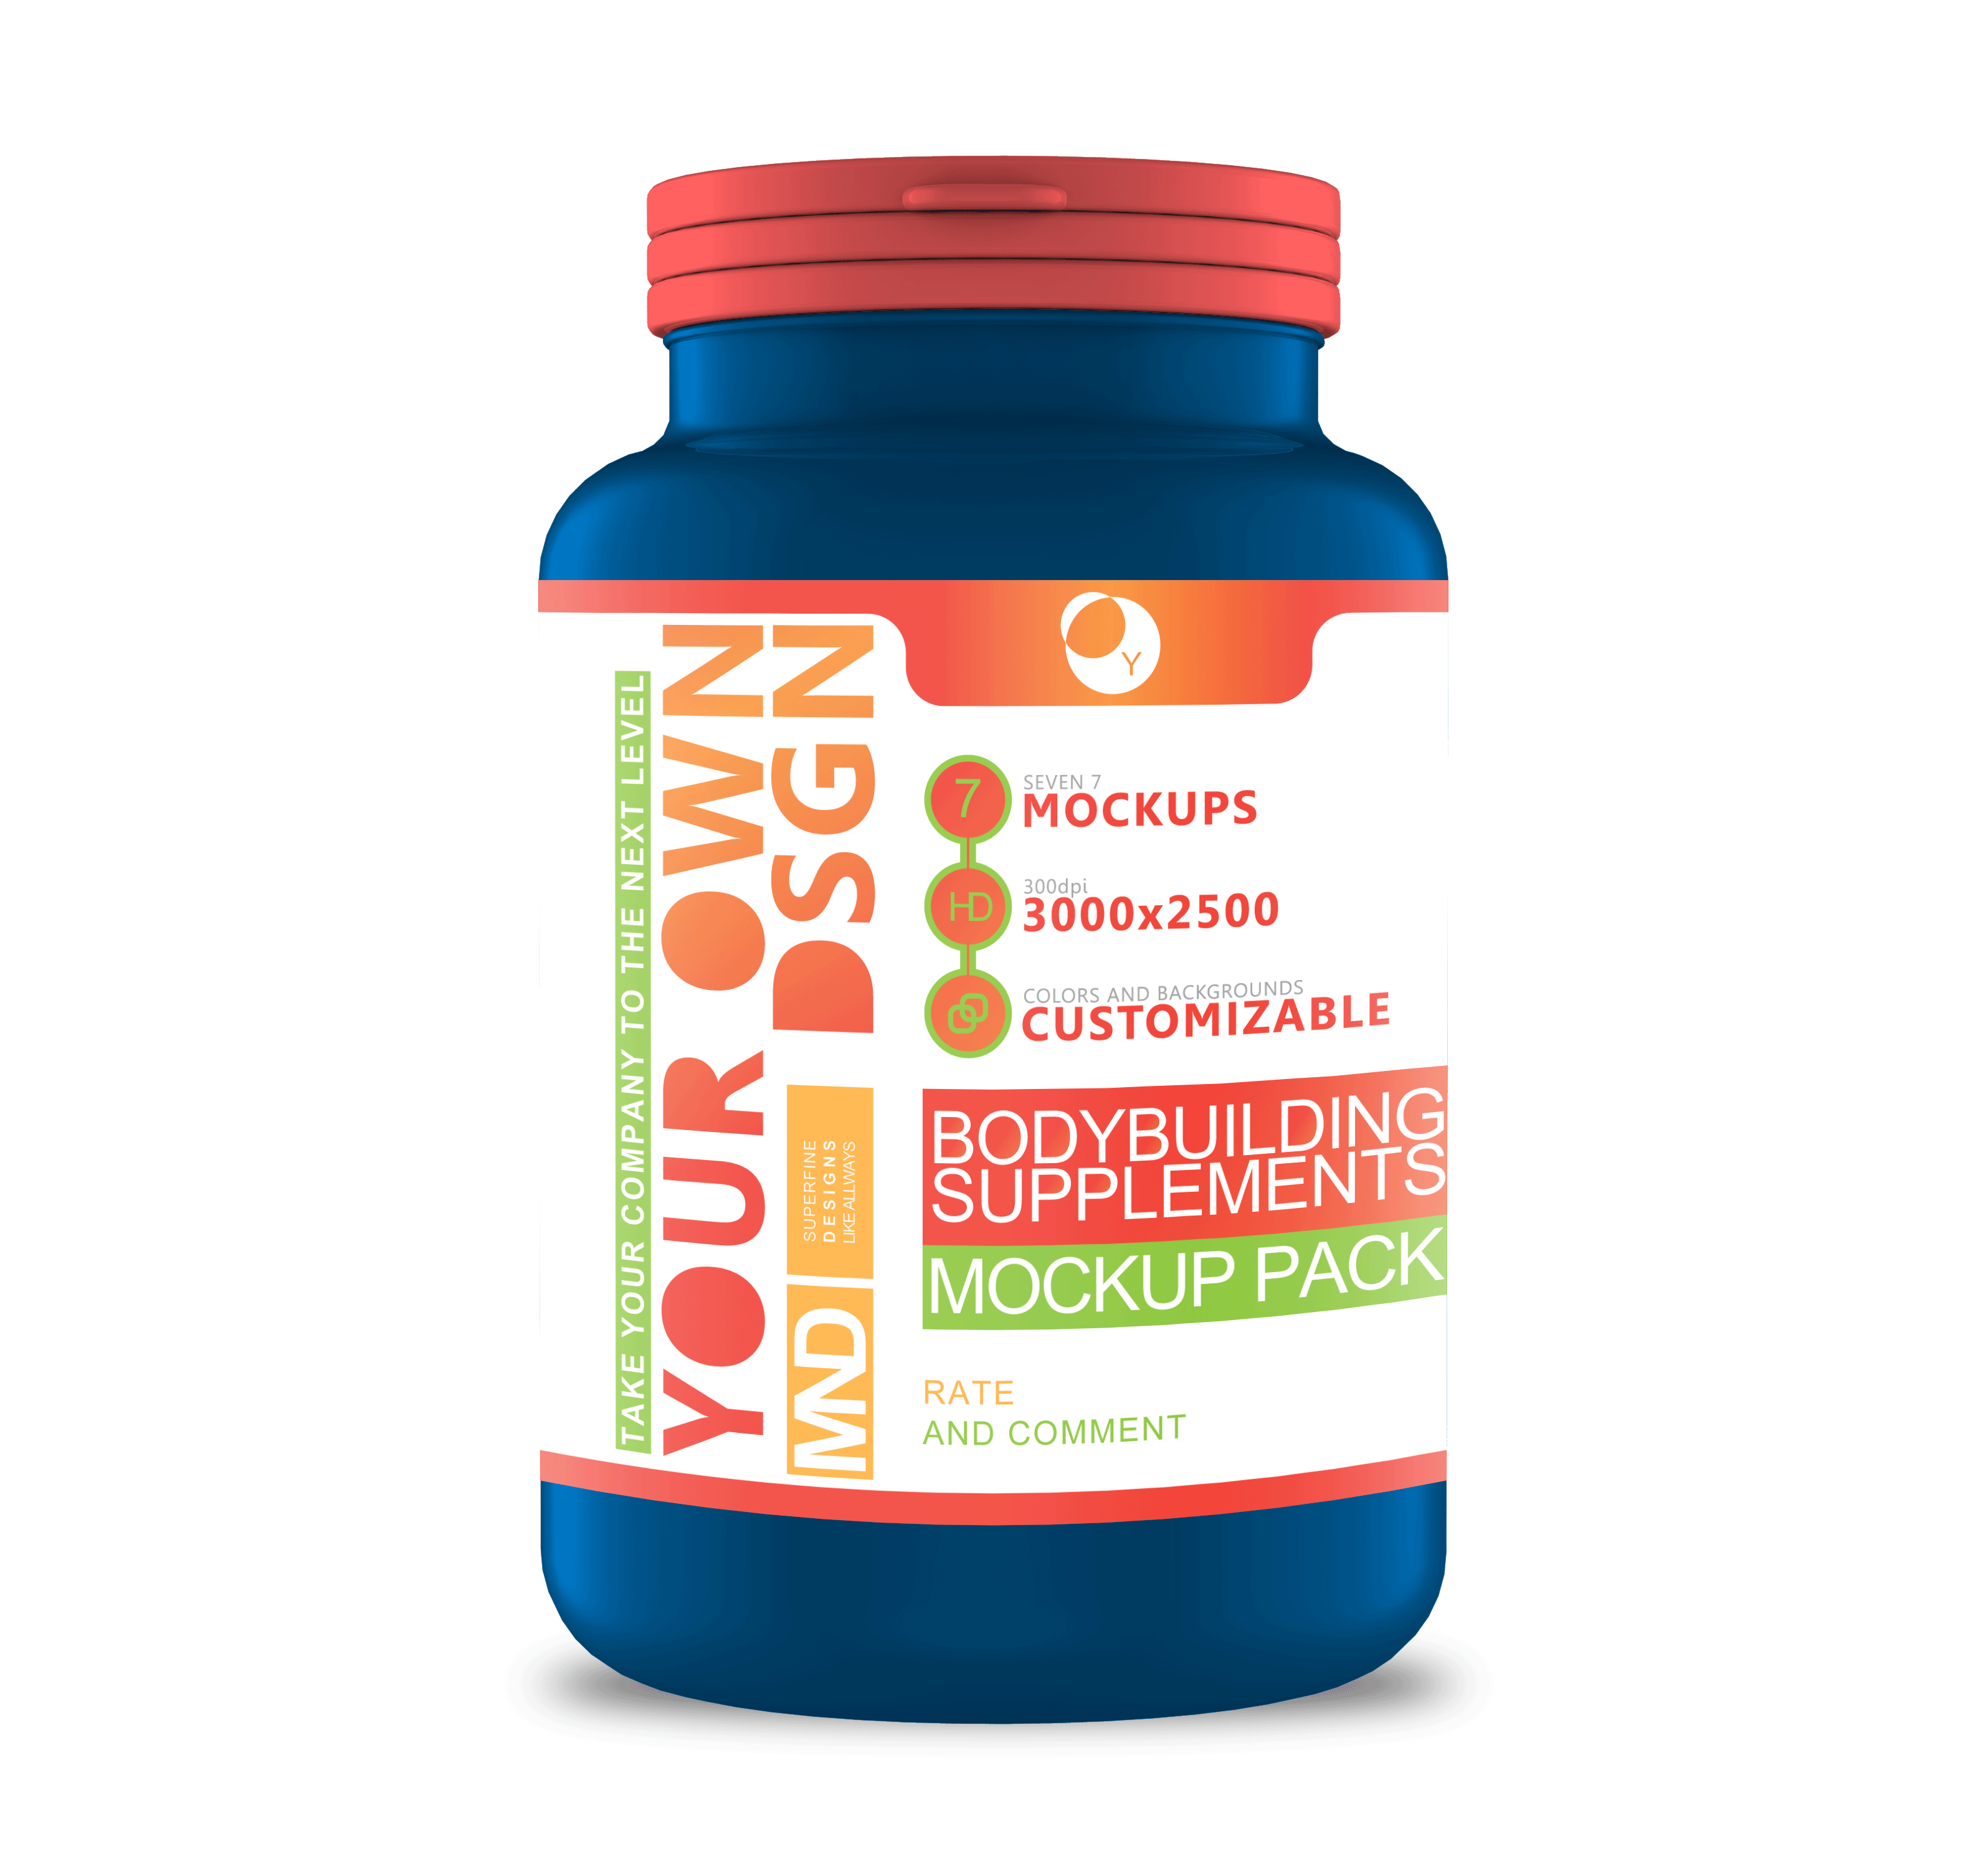 TAKE YOUR COMPANY TO THE NEXT LEVEL
YOUR OWN
DSGN
MND
SUPERFINE
DESIGNS
LIKE ALLWAYS
Y
7
SEVEN 7
MOCKUPS
HD
300dpi
3000x2500
COLORS AND BACKGROUNDS
CUSTOMIZABLE
BODYBUILDING
SUPPLEMENTS
MOCKUP PACK
RATE
AND COMMENT